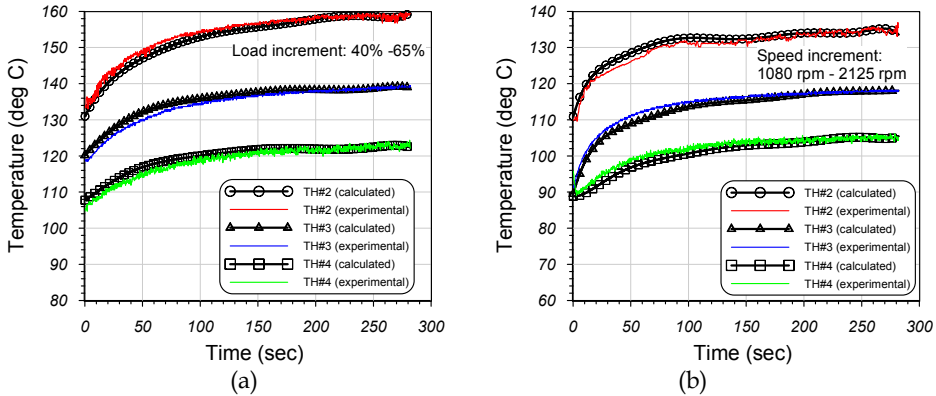 160
150
140
130
120
110
100
90
80
Temperature (deg C)
Load increment: 40% -65%
TH#2 (calculated)
TH#2 (experimental)
TH#3 (calculated)
TH#3 (experimental)
TH#4 (calculated)
TH#4 (experimental)
0 50 100 150 200 250 300
Time (sec)
(a)
140
130
120
110
100
90
80
70
60
Temperature (deg C)
Speed increment:
1080 rpm - 2125 rpm
TH#2 (calculated)
TH#2 (experimental)
TH#3 (calculated)
TH#3 (experimental)
TH#4 (calculated)
TH#4 (experimental)
0 50 100 150 200 250 300
Time (sec)
(b)